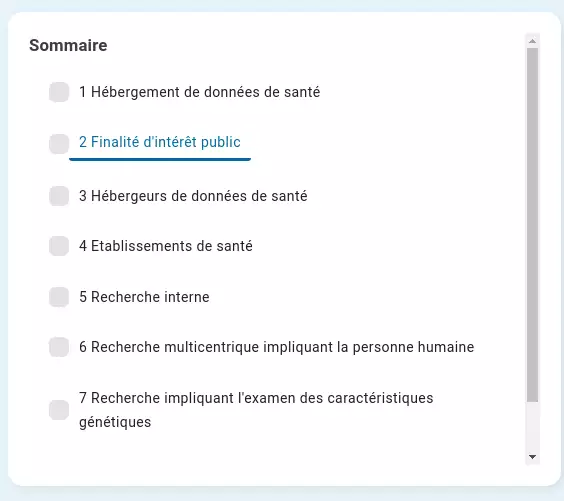 Sommaire
1 Hébergement de données de santé
2 Finalité d'intérêt public
3 Hébergeurs de données de santé
4 Etablissements de santé
5 Recherche interne
6 Recherche multicentrique impliquant la personne humaine
7 Recherche impliquant l'examen des caractéristiques
génétiques